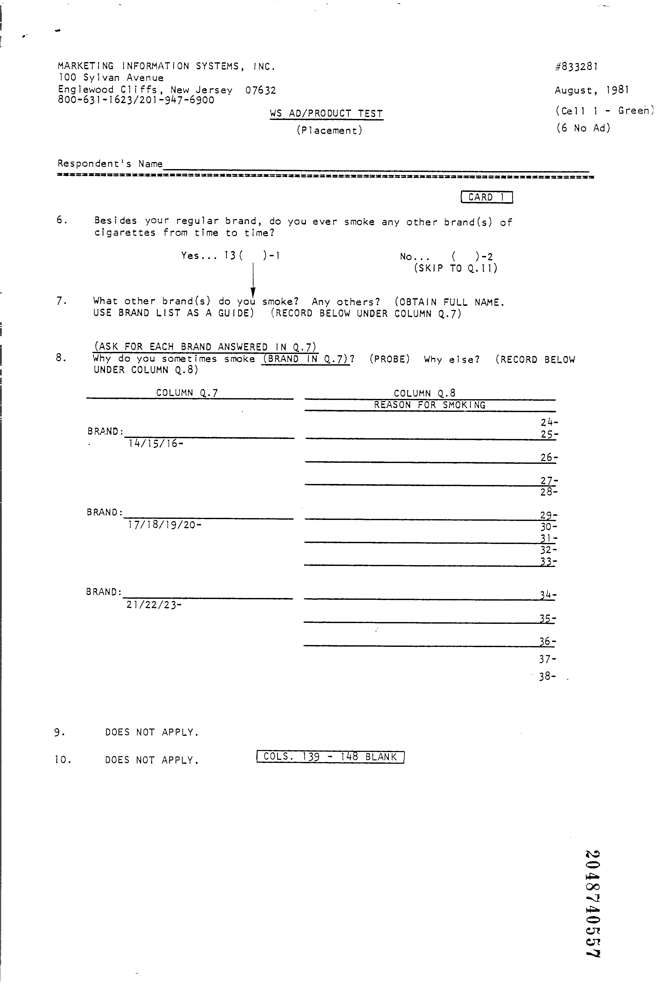 MARKETING INFORMATION SYSTEMS, INC. #833281
100 Sylvan Avenue
Englewood Cliffs, New Jersey 07632 August, 1981
800-631-1623/201-947-6900
WS AD/PRODUCT TEST (Cell 1 - Green)
(Placement) (6 No Ad)
Respondent's Name
CARD 1
6. Besides your regular brand, do you ever smoke any other brand(s) of
cigarettes from time to time?
Yes... 13( )-1 No... ( )-2
(SKIP TO Q.11)
7. What other brand(s) do you smoke? Any others? (OBTAIN FULL NAME.
USE BRAND LIST AS A GUIDE) (RECORD BELOW UNDER COLUMN Q.7)
(ASK FOR EACH BRAND ANSWERED IN Q.7)
8. Why do you sometimes smoke (BRAND IN Q.7)? (PROBE) Why else? (RECORD BELOW
UNDER COLUMN Q.8)
COLUMN Q.7 COLUMN Q.8
REASON FOR SMOKING
24-
BRAND: 25-
14/15/16-
26-
27-
28-
BRAND: 29-
17/18/19/20- 30-
31-
32-
33-
BRAND: 34-
21/22/23-
35-
36-
37-
38-
9. DOES NOT APPLY.
10. DOES NOT APPLY. COLS. 139 - 148 BLANK
2048740557